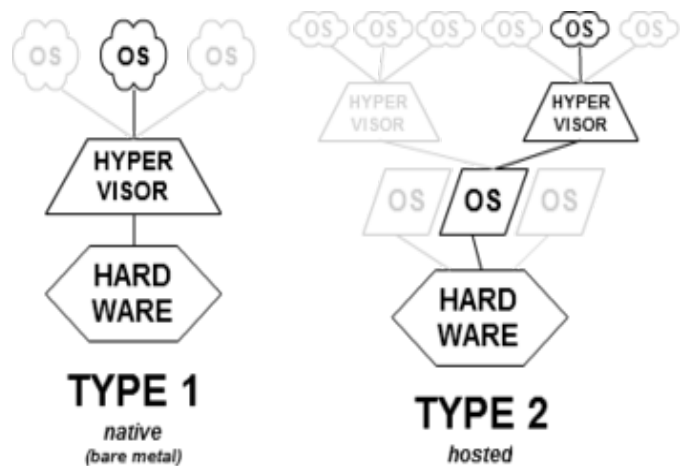 OS OS OS
HYPER
VISOR
HARD
WARE
TYPE 1
native
(bare metal)
OS OS OS OS OS OS
HYPER
VISOR
HYPER
VISOR
OS OS OS
HARD
WARE
TYPE 2
hosted